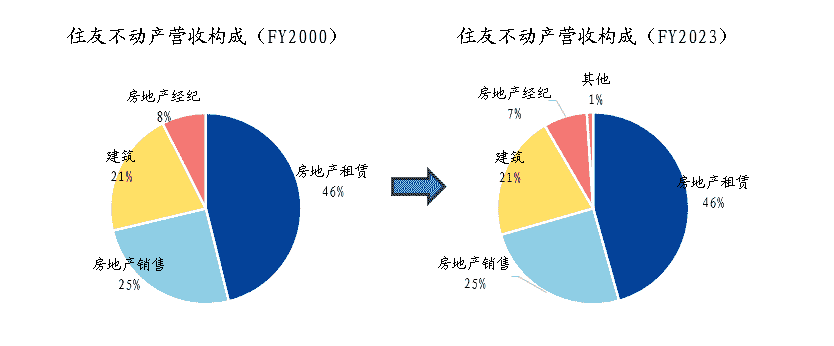 住友不动产营收构成（FY2000）
房地产经纪
8%
建筑
21%
房地产租赁
46%
房地产销售
25%
住友不动产营收构成（FY2023）
其他
1%
房地产经纪
7%
建筑
21%
房地产租赁
46%
房地产销售
25%